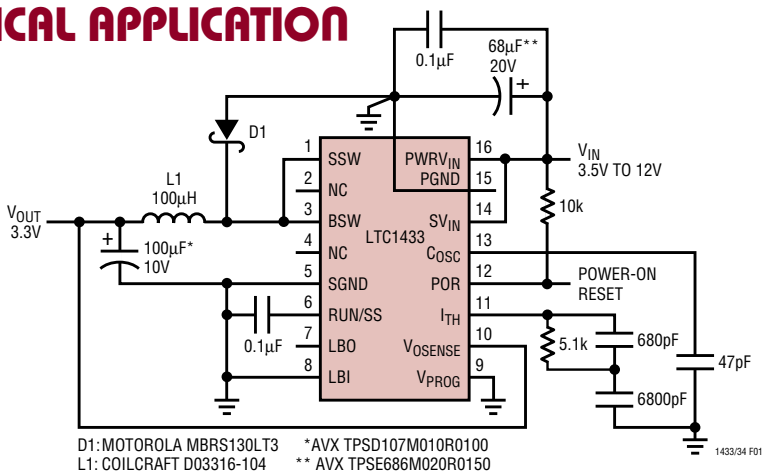 ICAL APPLICATION
0.1µF
68µF**
20V
+
D1
1
SSW
PWRVIN
16
VIN
3.5V TO 12V
2
NC
PGND
15
L1
100µH
VOUT
3.3V
3
BSW
SVIN
14
10k
LTC1433
+
100µF*
10V
4
NC
COSC
13
5
SGND
POR
12
POWER-ON
RESET
6
RUN/SS
ITH
11
0.1µF
7
LBO
VOSENSE
10
5.1k
680pF
47pF
8
LBI
VPROG
9
6800pF
1433/34 F01
D1: MOTOROLA MBRS130LT3
*AVX TPSD107M010R0100
L1: COILCRAFT D03316-104
** AVX TPSE686M020R0150